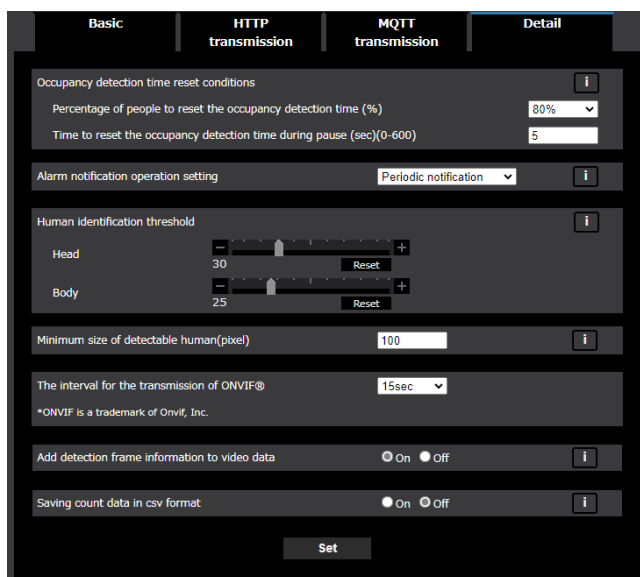 Basic
HTTP transmission
MQTT transmission
Detail
Occupancy detection time reset conditions
i
Percentage of people to reset the occupancy detection time (%)
80%
Time to reset the occupancy detection time during pause (sec)(0-600)
5
Alarm notification operation setting
Periodic notification
i
Human identification threshold
i
Head
30
Reset
Body
25
Reset
Minimum size of detectable human(pixel)
100
i
The interval for the transmission of ONVIF®
15sec
*ONVIF is a trademark of Onvif, Inc.
Add detection frame information to video data
On Off
i
Saving count data in csv format
On Off
i
Set